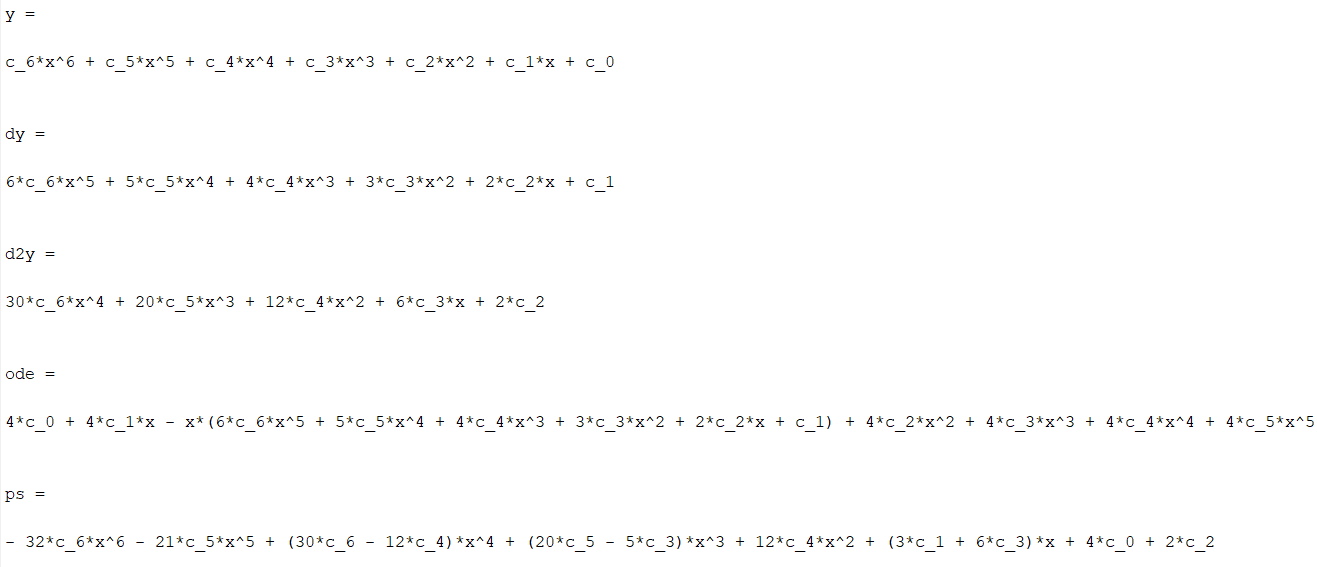 y =
c_6*x^6 + c_5*x^5 + c_4*x^4 + c_3*x^3 + c_2*x^2 + c_1*x + c_0
dy =
6*c_6*x^5 + 5*c_5*x^4 + 4*c_4*x^3 + 3*c_3*x^2 + 2*c_2*x + c_1
d2y =
30*c_6*x^4 + 20*c_5*x^3 + 12*c_4*x^2 + 6*c_3*x + 2*c_2
ode =
4*c_0 + 4*c_1*x - x*(6*c_6*x^5 + 5*c_5*x^4 + 4*c_4*x^3 + 3*c_3*x^2 + 2*c_2*x + c_1) + 4*c_2*x^2 + 4*c_3*x^3 + 4*c_4*x^4 + 4*c_5*x^5
ps =
- 32*c_6*x^6 - 21*c_5*x^5 + (30*c_6 - 12*c_4)*x^4 + (20*c_5 - 5*c_3)*x^3 + 12*c_4*x^2 + (3*c_1 + 6*c_3)*x + 4*c_0 + 2*c_2